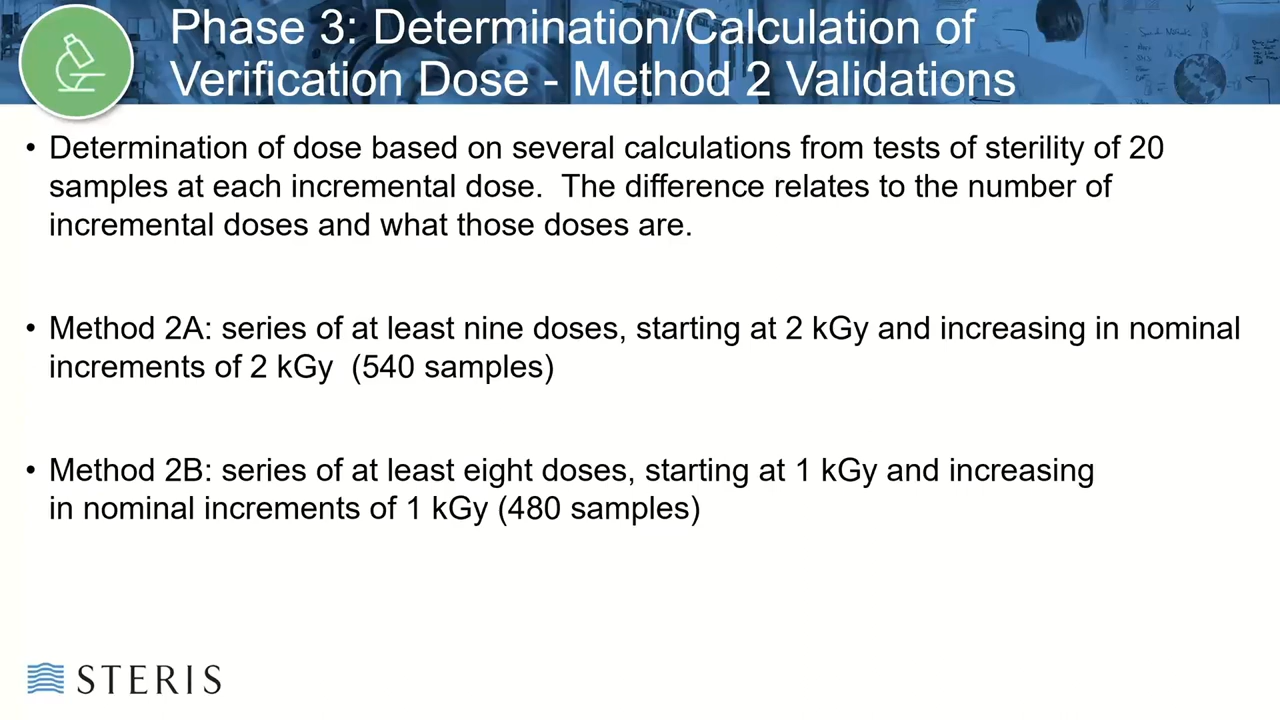 Phase 3: Determination/Calculation of
Verification Dose - Method 2 Validations
• Determination of dose based on several calculations from tests of sterility of 20
samples at each incremental dose.  The difference relates to the number of
incremental doses and what those doses are.
• Method 2A: series of at least nine doses, starting at 2 kGy and increasing in nominal
increments of 2 kGy  (540 samples)
• Method 2B: series of at least eight doses, starting at 1 kGy and increasing
in nominal increments of 1 kGy (480 samples)
STERIS